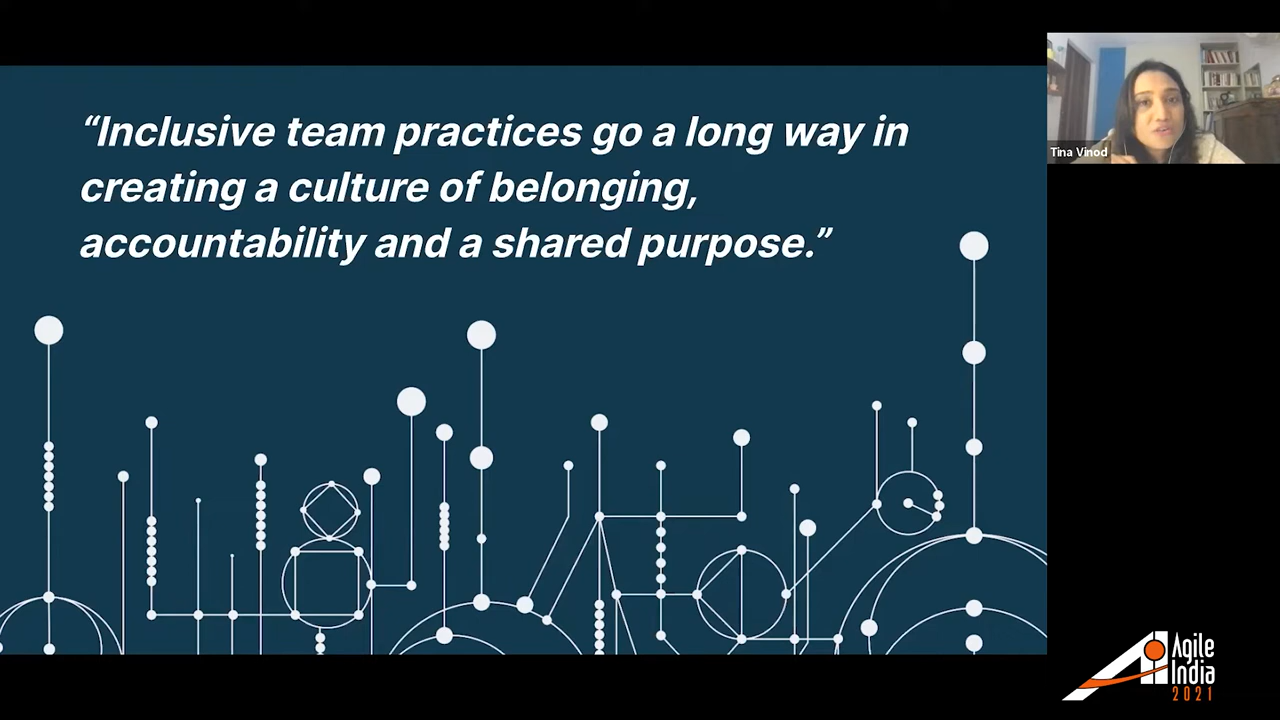 “Inclusive team practices go a long way in
creating a culture of belonging,
accountability and a shared purpose.”
Tina Vinod
Agile
India
2021